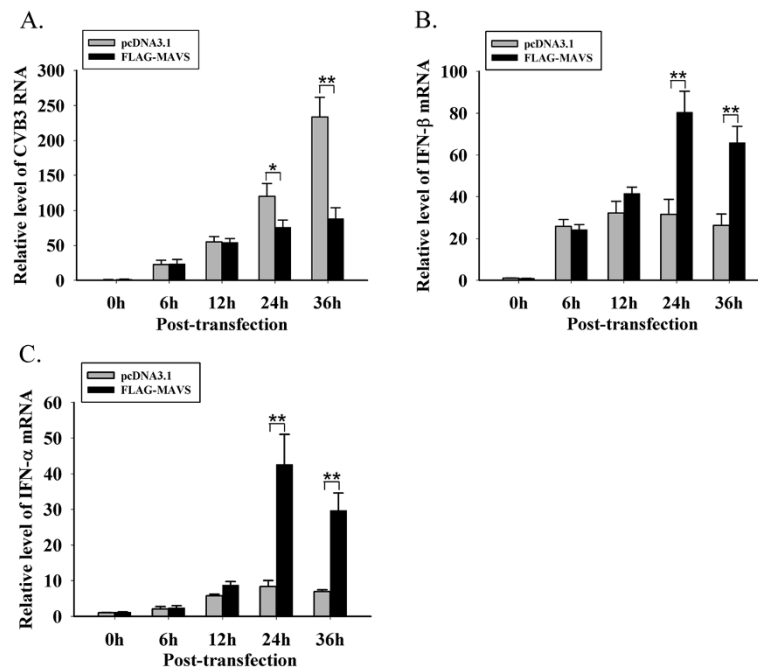 A.
pcDNA3.1
FLAG-MAVS
Relative level of CVB3 RNA
300
250
200
150
100
50
0
*
**
0h 6h 12h 24h 36h
Post-transfection
B.
pcDNA3.1
FLAG-MAVS
Relative level of IFN-β mRNA
100
80
60
40
20
0
**
**
0h 6h 12h 24h 36h
Post-transfection
C.
pcDNA3.1
FLAG-MAVS
Relative level of IFN-α mRNA
60
50
40
30
20
10
0
**
**
0h 6h 12h 24h 36h
Post-transfection